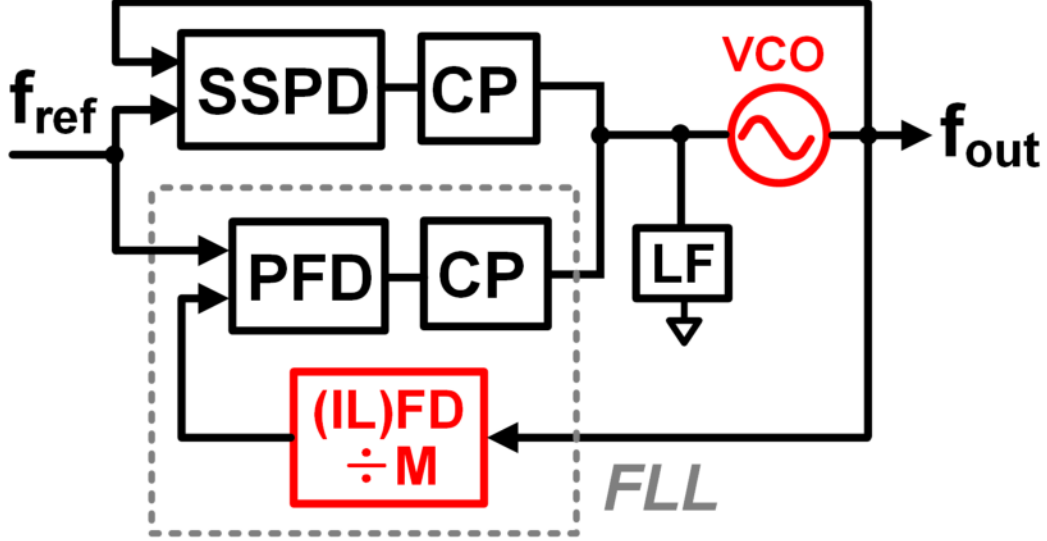 VCO
SSPD
CP
f_ref
f_out
PFD
CP
LF
(IL)FD
÷M
FLL